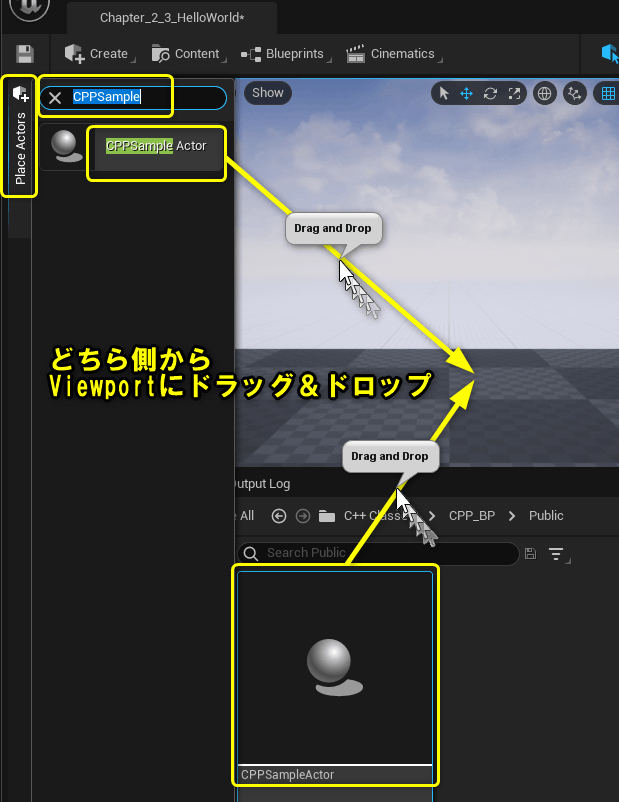 Chapter_2_3_HelloWorld*
Create
Content
Blueprints
Cinematics
Place Actors
CPPSample
Show
CPPSample Actor
Drag and Drop
どちら側から
Viewportにドラッグ＆ドロップ
Drag and Drop
utput Log
All
C++ Classe
CPP_BP
Public
Search Public
CPPSampleActor